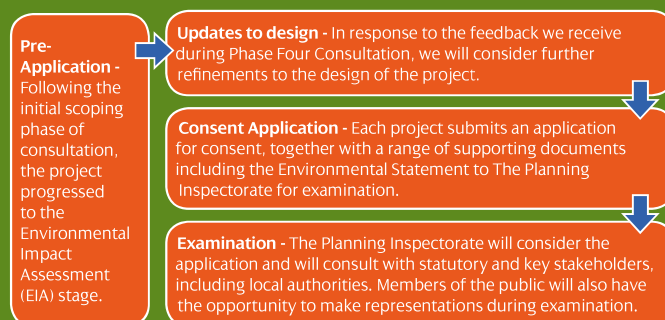 Pre-
Application -
Following the
initial scoping
phase of
consultation,
the project
progressed
to the
Environmental
Impact
Assessment
(EIA) stage.
Updates to design - In response to the feedback we receive
during Phase Four Consultation, we will consider further
refinements to the design of the project.
Consent Application - Each project submits an application
for consent, together with a range of supporting documents
including the Environmental Statement to The Planning
Inspectorate for examination.
Examination - The Planning Inspectorate will consider the
application and will consult with statutory and key stakeholders,
including local authorities. Members of the public will also have
the opportunity to make representations during examination.